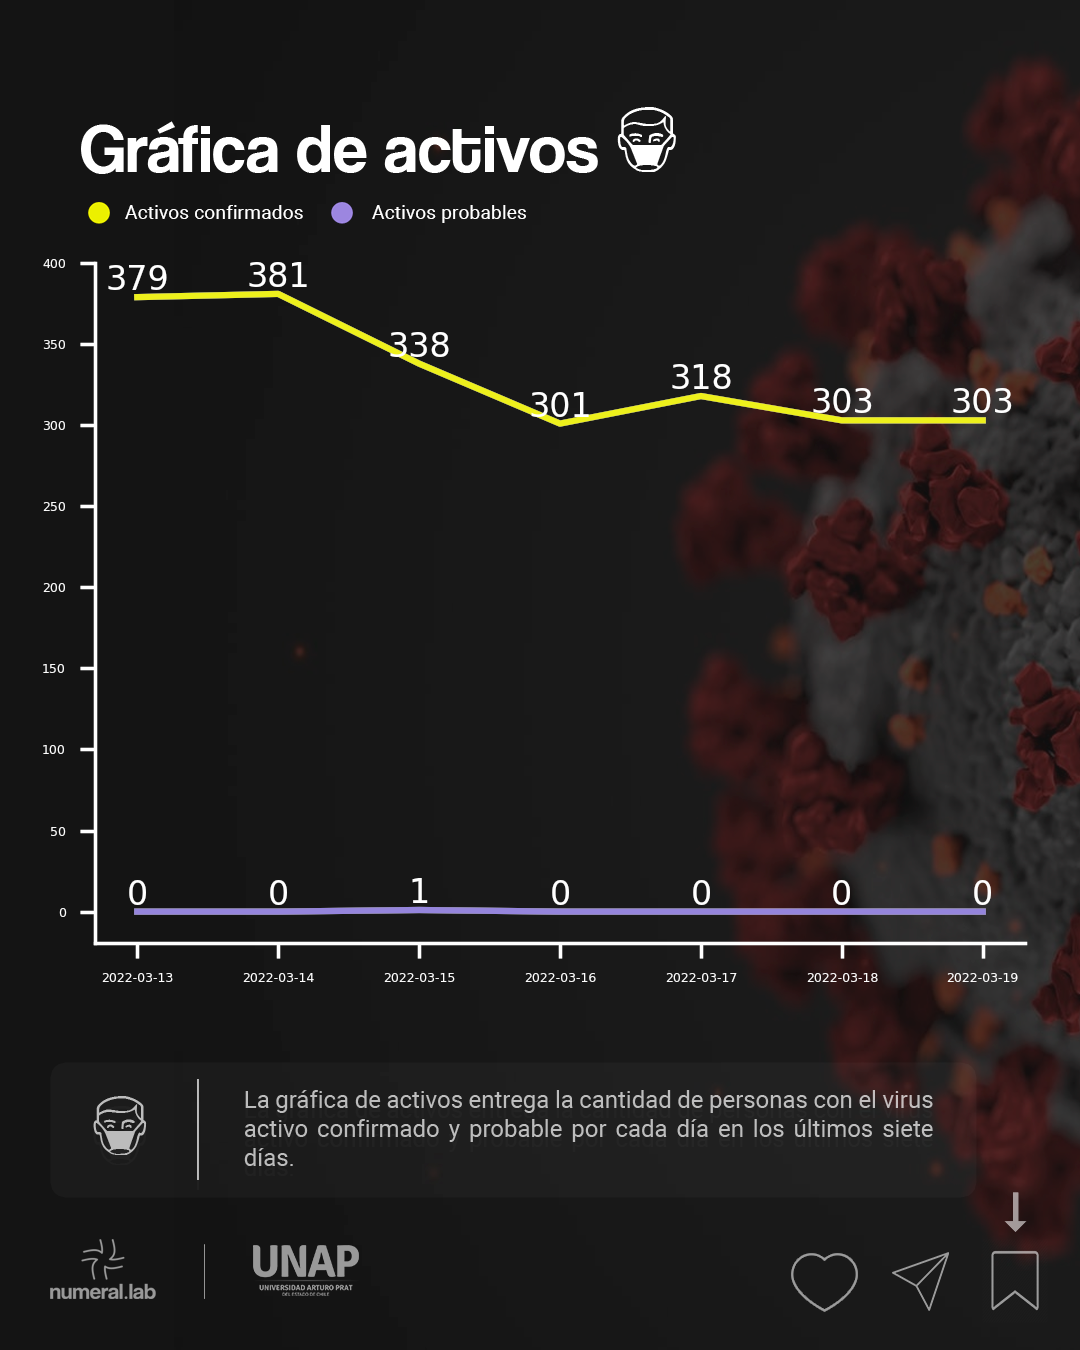 Gráfica de activos
Activos confirmados Activos probables
400
350
300
250
200
150
100
50
0
379 381 338 301 318 303 303
0 0 1 0 0 0 0
2022-03-13 2022-03-14 2022-03-15 2022-03-16 2022-03-17 2022-03-18 2022-03-19
La gráfica de activos entrega la cantidad de personas con el virus
activo confirmado y probable por cada día en los últimos siete
días.
numeral.lab
UNAP
UNIVERSIDAD ARTURO PRAT
DEL ESTADO DE CHILE